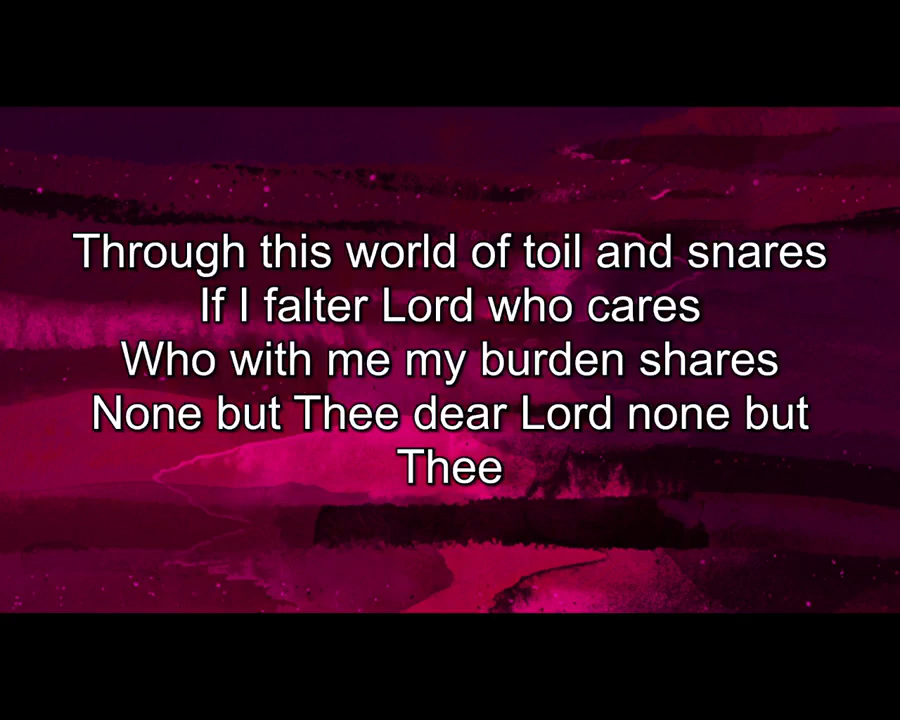 Through this world of toil and snares
If I falter Lord who cares
Who with me my burden shares
None but Thee dear Lord none but
Thee